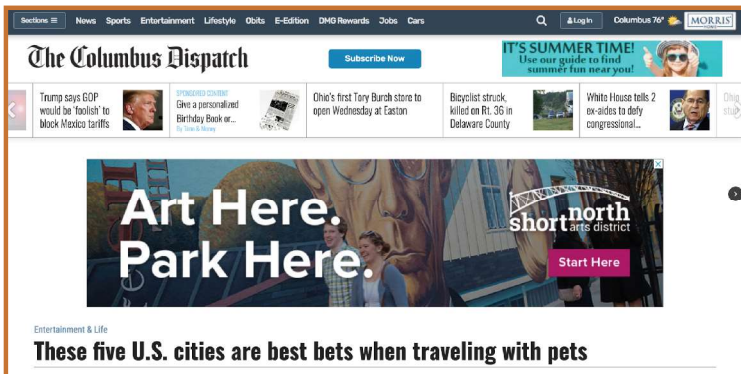 Sections
News
Sports
Entertainment
Lifestyle
Obits
E-Edition
DMG Rewards
Jobs
Cars
Log In
Columbus 76°
MORRIS
The Columbus Dispatch
Subscribe Now
IT'S SUMMER TIME!
Use our guide to find
summer fun near you!
Trump says GOP
would be 'foolish' to
block Mexico tariffs
SPONSORED CONTENT
Give a personalized
Birthday Book or...
Ohio's first Tory Burch store to
open Wednesday at Easton
Bicyclist struck,
killed on Rt. 36 in
Delaware County
White House tells 2
ex-aides to defy
congressional...
Ohio
Art Here.
Park Here.
short north
arts district
Start Here
Entertainment & Life
These five U.S. cities are best bets when traveling with pets